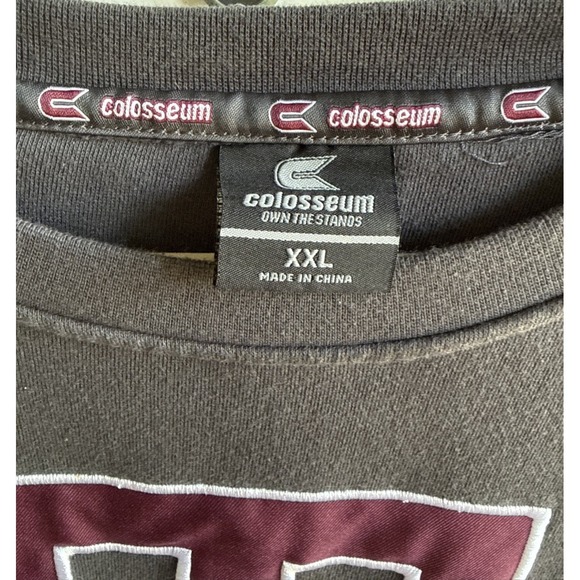 colosseum colosseum
colosseum
OWN THE STANDS
XXL
MADE IN CHINA